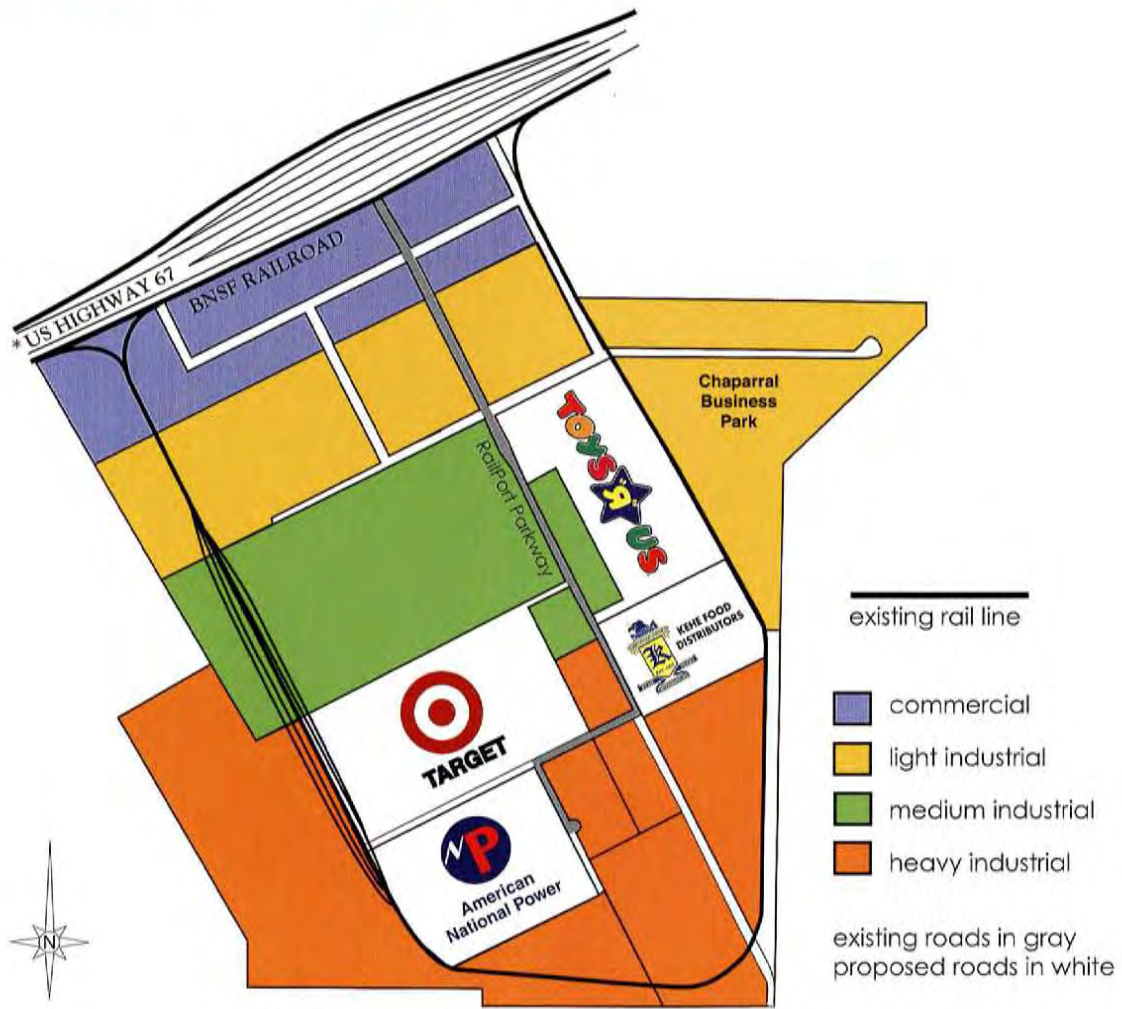 * US HIGHWAY 67
BNSF RAILROAD
Chaparral
Business
Park
TOYS
R
US
RailPort Parkway
KEHE FOOD
DISTRIBUTORS
K
TARGET
NP
American
National Power
existing rail line
commercial
light industrial
medium industrial
heavy industrial
N
existing roads in gray
proposed roads in white